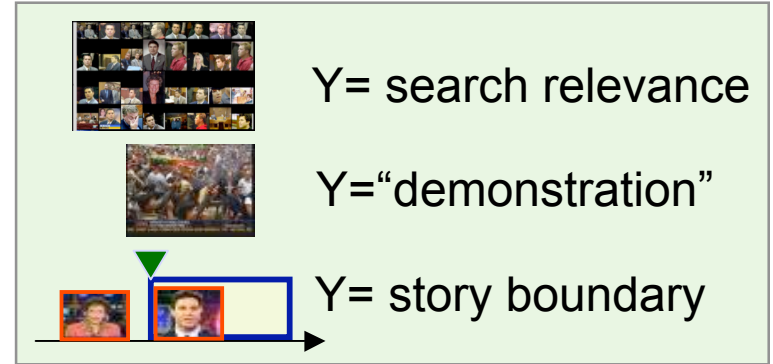 Y= search relevance
Y=“demonstration”
Y= story boundary